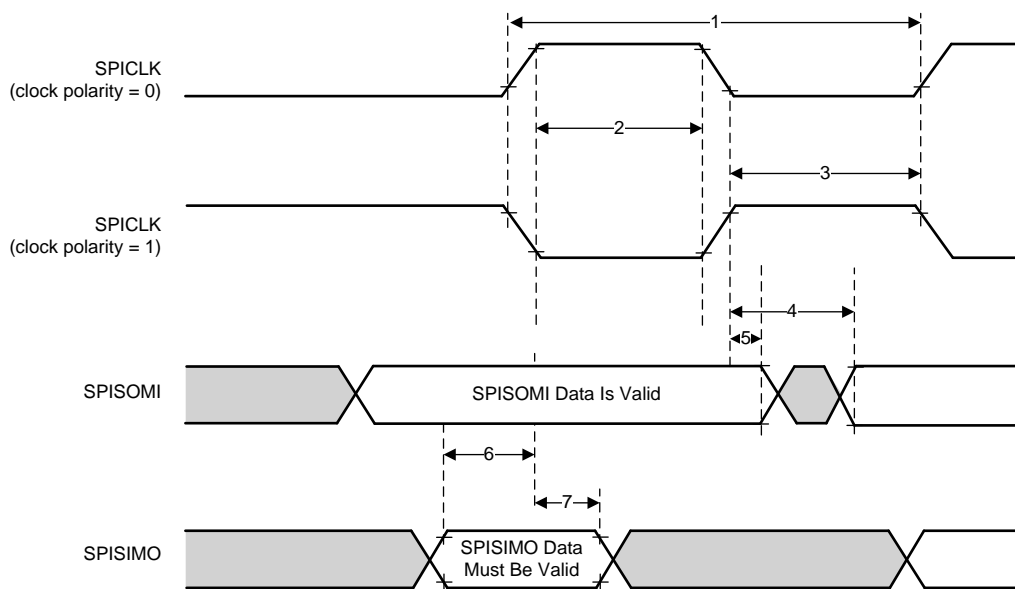 1
SPICLK
(clock polarity = 0)
2
3
SPICLK
(clock polarity = 1)
4
5
SPISOMI
SPISOMI Data Is Valid
6
7
SPISIMO
SPISIMO Data
Must Be Valid